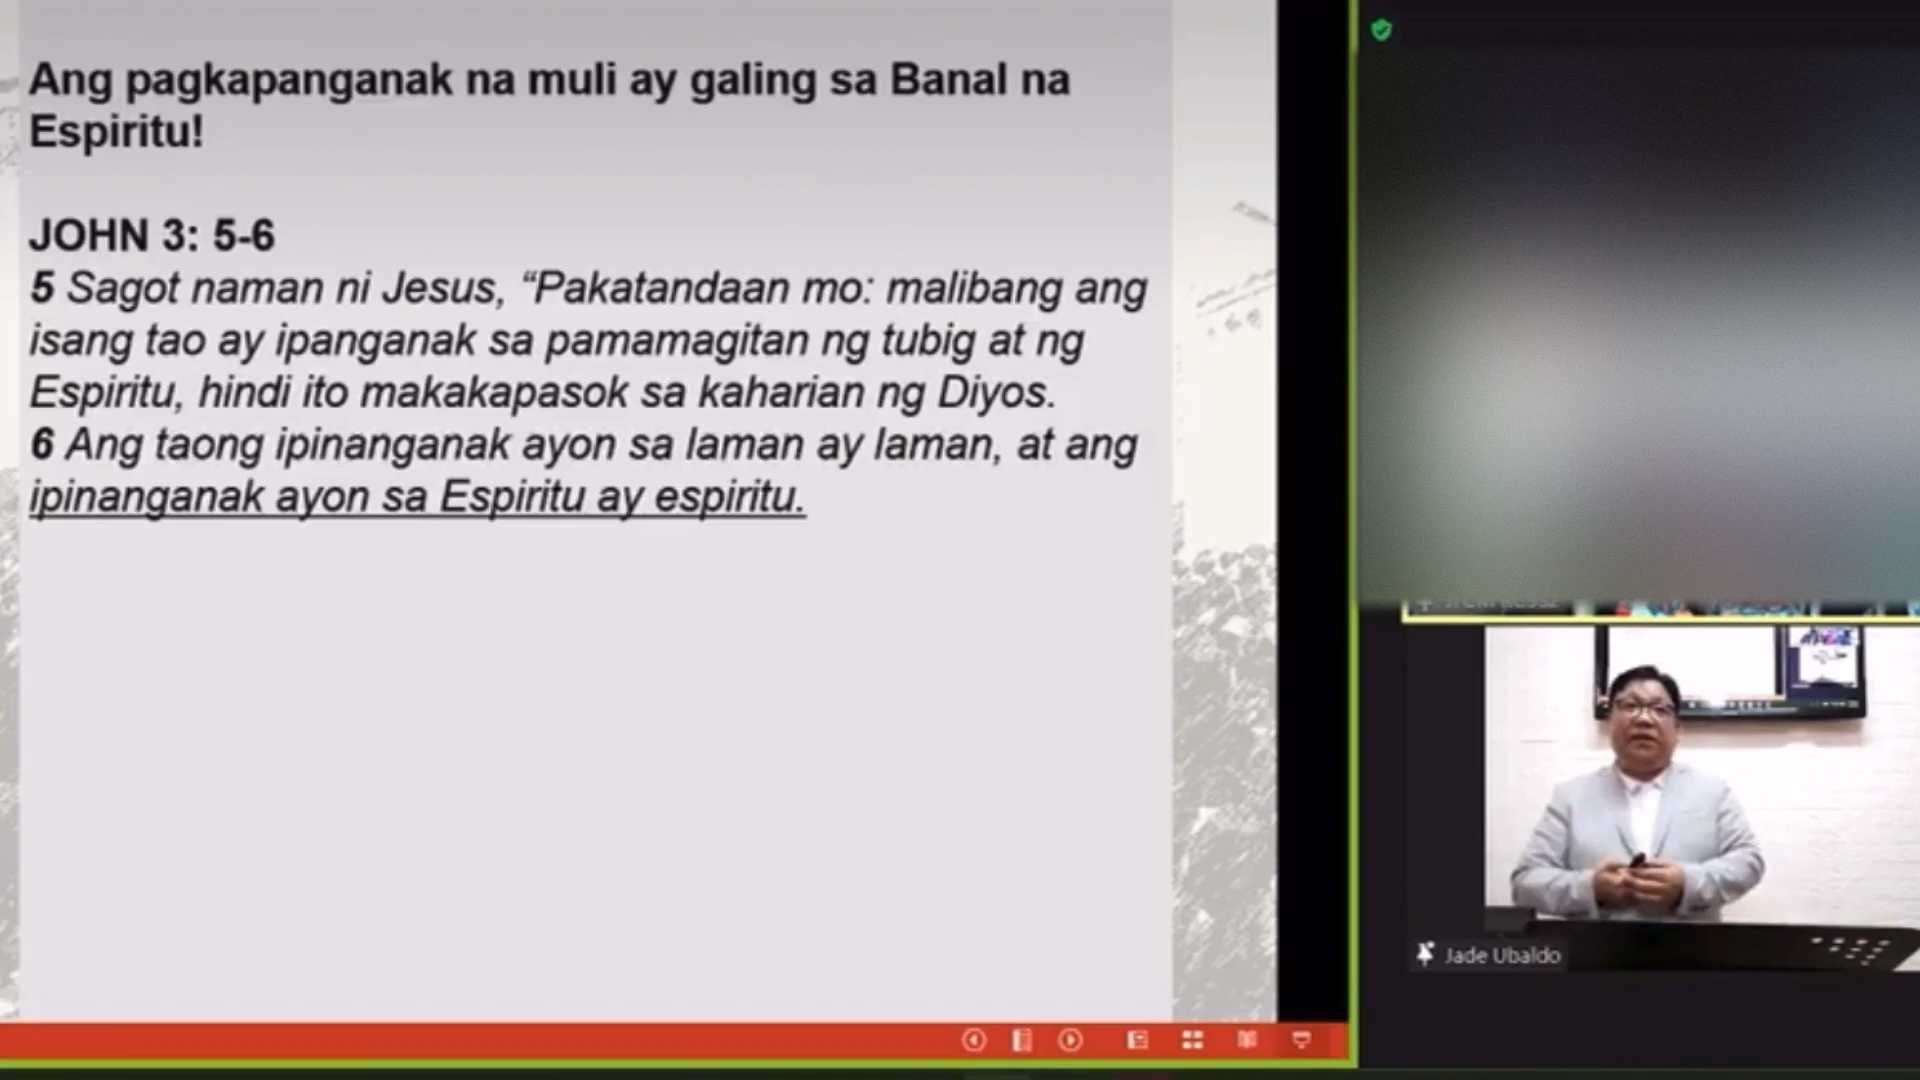 Ang pagkapanganak na muli ay galing sa Banal na
Espiritu!
JOHN 3: 5-6
5 Sagot naman ni Jesus, “Pakatandaan mo: malibang ang
isang tao ay ipanganak sa pamamagitan ng tubig at ng
Espiritu, hindi ito makakapasok sa kaharian ng Diyos.
6 Ang taong ipinanganak ayon sa laman ay laman, at ang
ipinanganak ayon sa Espiritu ay espiritu.
Jade Ubaldo